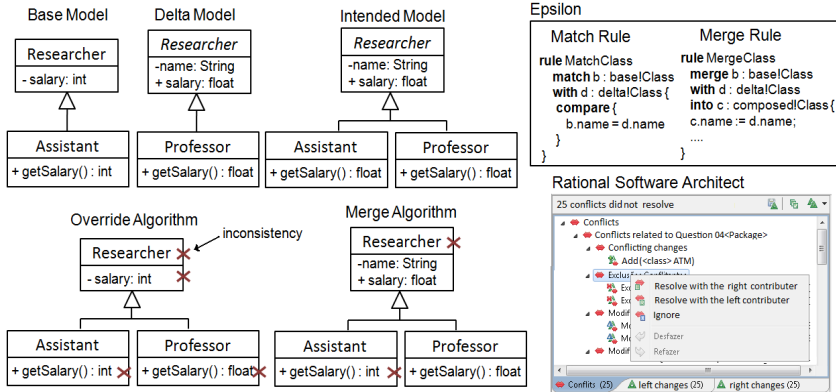 Base Model
Researcher
- salary: int
Assistant
+ getSalary() : int
Delta Model
Researcher
-name: String
+ salary: float
Professor
+ getSalary() : float
Intended Model
Researcher
-name: String
+ salary: float
Assistant
+ getSalary() : float
Professor
+ getSalary() : float
Epsilon
Match Rule
rule MatchClass
match b : base!Class
with d : delta!Class {
compare {
b.name = d.name
}
}
Merge Rule
rule MergeClass
merge b : base!Class
with d : delta!Class
into c : composed!Class {
c.name := d.name;
....
}
Override Algorithm
Researcher
inconsistency
- salary: int
Assistant
+ getSalary() : int
Professor
+ getSalary() : float
Merge Algorithm
Researcher
-name: String
+ salary: float
Assistant
+ getSalary() : int
Professor
+ getSalary() : float
Rational Software Architect
25 conflicts did not resolve
Conflicts
Conflicts related to Question 04<Package>
Conflicting changes
Add (<class> ATM)
Resolve with the right contributer
Resolve with the left contributer
Ignore
Desfazer
Refazer
Conflits (25)
left changes (25)
right changes (25)